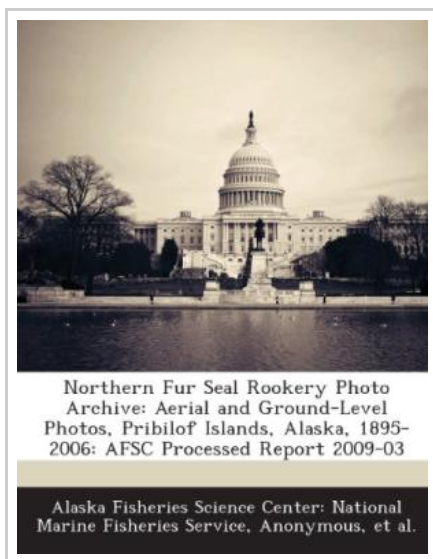 Northern Fur Seal Rookery Photo
Archive: Aerial and Ground-Level
Photos, Pribilof Islands, Alaska, 1895-
2006: AFSC Processed Report 2009-03
Alaska Fisheries Science Center: National
Marine Fisheries Service, Anonymous, et al.